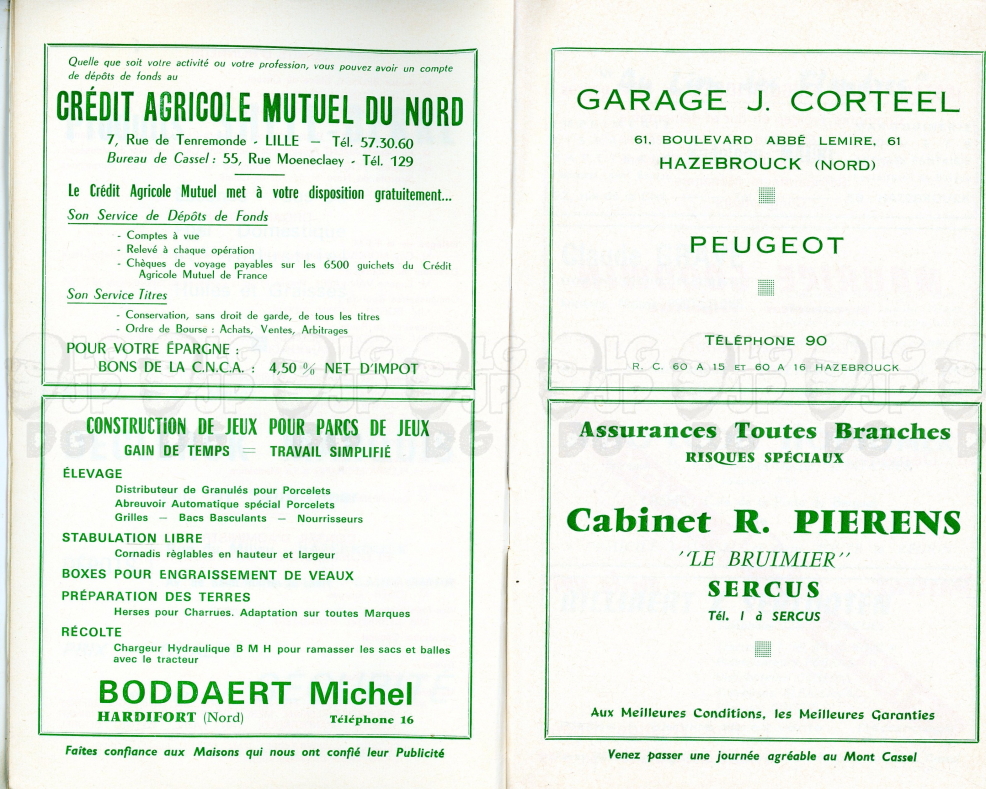 Quelle que soit votre activité ou votre profession, vous pouvez avoir un compte
de dépôts de fonds au
CRÉDIT AGRICOLE MUTUEL DU NORD
7, Rue de Tenremonde - LILLE — Tél. 57.30.60
Bureau de Cassel : 55, Rue Moeneclaey - Tél. 129
Le Crédit Agricole Mutuel met à votre disposition gratuitement...
Son Service de Dépôts de Fonds
- Comptes à vue
- Relevé à chaque opération
- Chèques de voyage payables sur les 6500 guichets du Crédit
Agricole Mutuel de France
Son Service Titres
- Conservation, sans droit de garde, de tous les titres
- Ordre de Bourse : Achats, Ventes, Arbitrages
POUR VOTRE ÉPARGNE :
BONS DE LA C.N.C.A. : 4,50 % NET D'IMPOT
CONSTRUCTION DE JEUX POUR PARCS DE JEUX
GAIN DE TEMPS = TRAVAIL SIMPLIFIÉ
ÉLEVAGE
Distributeur de Granulés pour Porcelets
Abreuvoir Automatique spécial Porcelets
Grilles — Bacs Basculants — Nourrisseurs
STABULATION LIBRE
Cornadis règlables en hauteur et largeur
BOXES POUR ENGRAISSEMENT DE VEAUX
PRÉPARATION DES TERRES
Herses pour Charrues. Adaptation sur toutes Marques
RÉCOLTE
Chargeur Hydraulique B M H pour ramasser les sacs et balles
avec le tracteur
BODDAERT Michel
HARDIFORT (Nord) Téléphone 16
Faites confiance aux Maisons qui nous ont confié leur Publicité
GARAGE J. CORTEEL
61, BOULEVARD ABBÉ LEMIRE, 61
HAZEBROUCK (NORD)
PEUGEOT
TÉLÉPHONE 90
R. C. 60 A 15 ET 60 A 16 HAZEBROUCK
Assurances Toutes Branches
RISQUES SPÉCIAUX
Cabinet R. PIERENS
"LE BRUIMIER"
SERCUS
Tél. 1 à SERCUS
Aux Meilleures Conditions, les Meilleures Garanties
Venez passer une journée agréable au Mont Cassel